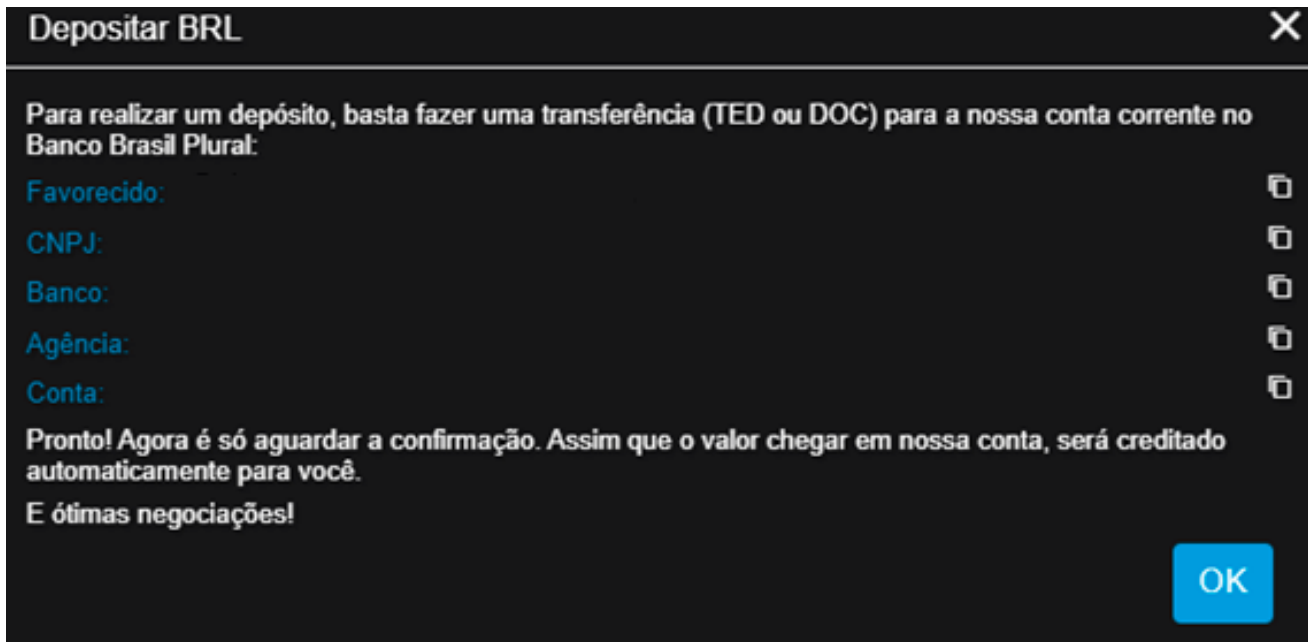 Depositar BRL
Para realizar um depósito, basta fazer uma transferência (TED ou DOC) para a nossa conta corrente no
Banco Brasil Plural:
Favorecido:
CNPJ:
Banco:
Agência:
Conta:
Pronto! Agora é só aguardar a confirmação. Assim que o valor chegar em nossa conta, será creditado
automaticamente para você.
E ótimas negociações!
OK